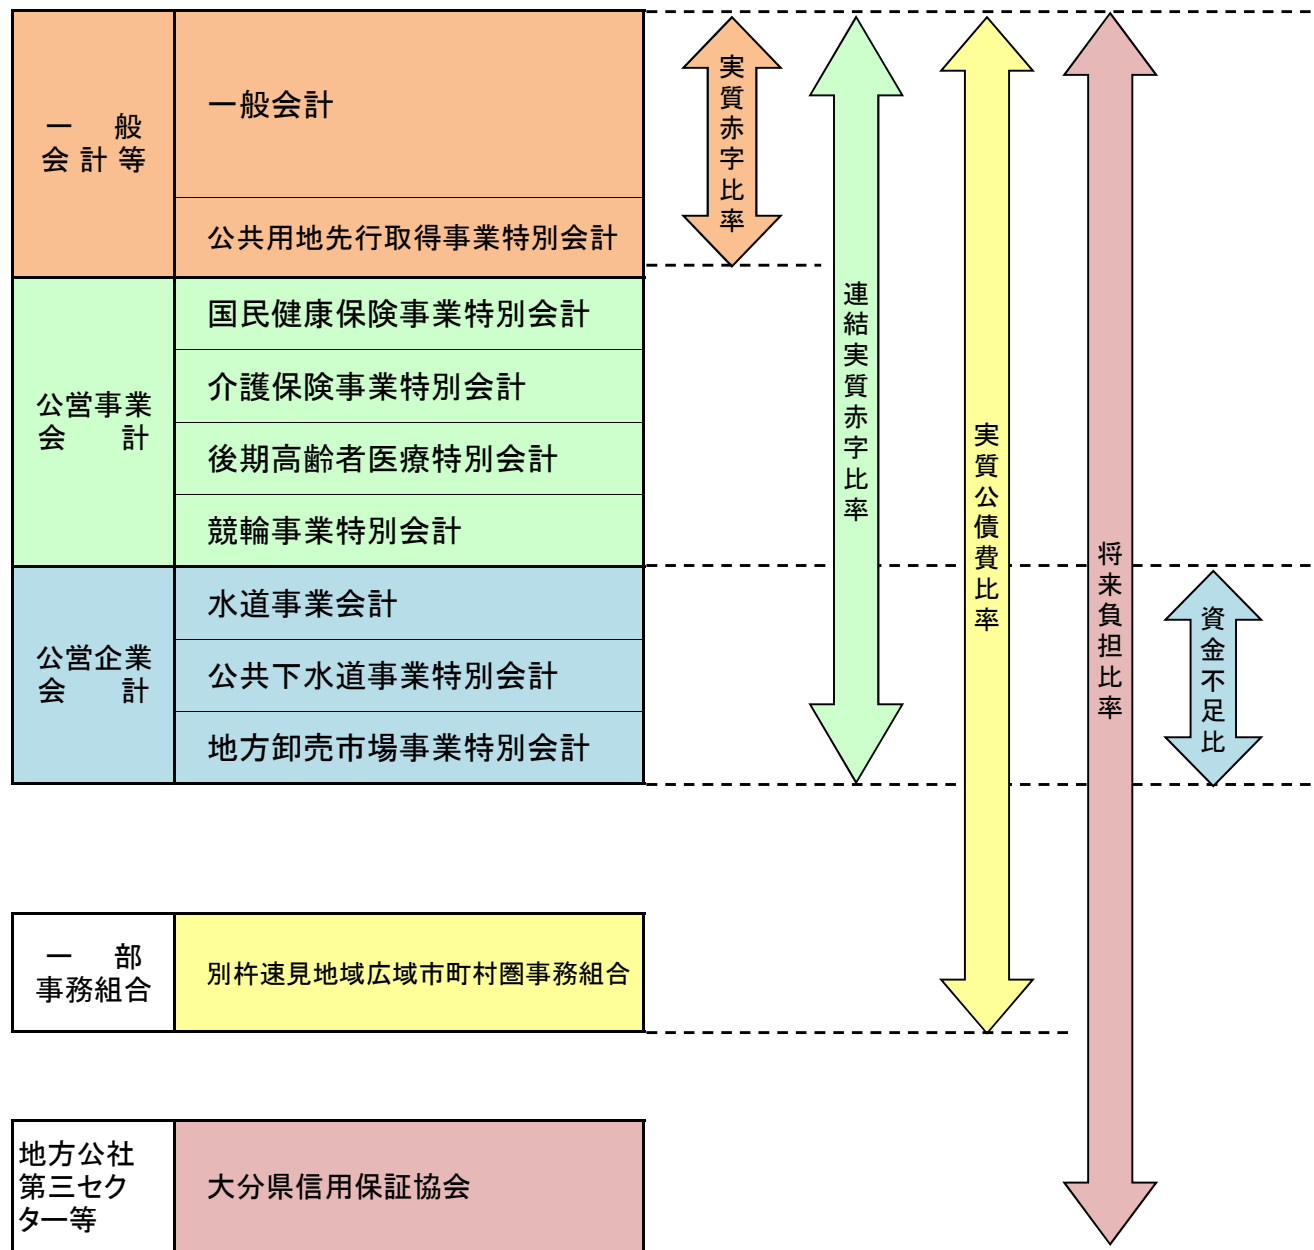 一般
会計等
一般会計
公共用地先行取得事業特別会計
公営事業
会計
国民健康保険事業特別会計
介護保険事業特別会計
後期高齢者医療特別会計
競輪事業特別会計
公営企業
会計
水道事業会計
公共下水道事業特別会計
地方卸売市場事業特別会計
一部
事務組合
別杵速見地域広域市町村圏事務組合
地方公社
第三セク
ター等
大分県信用保証協会
実質赤字比率
連結実質赤字比率
実質公債費比率
将来負担比率
資金不足比